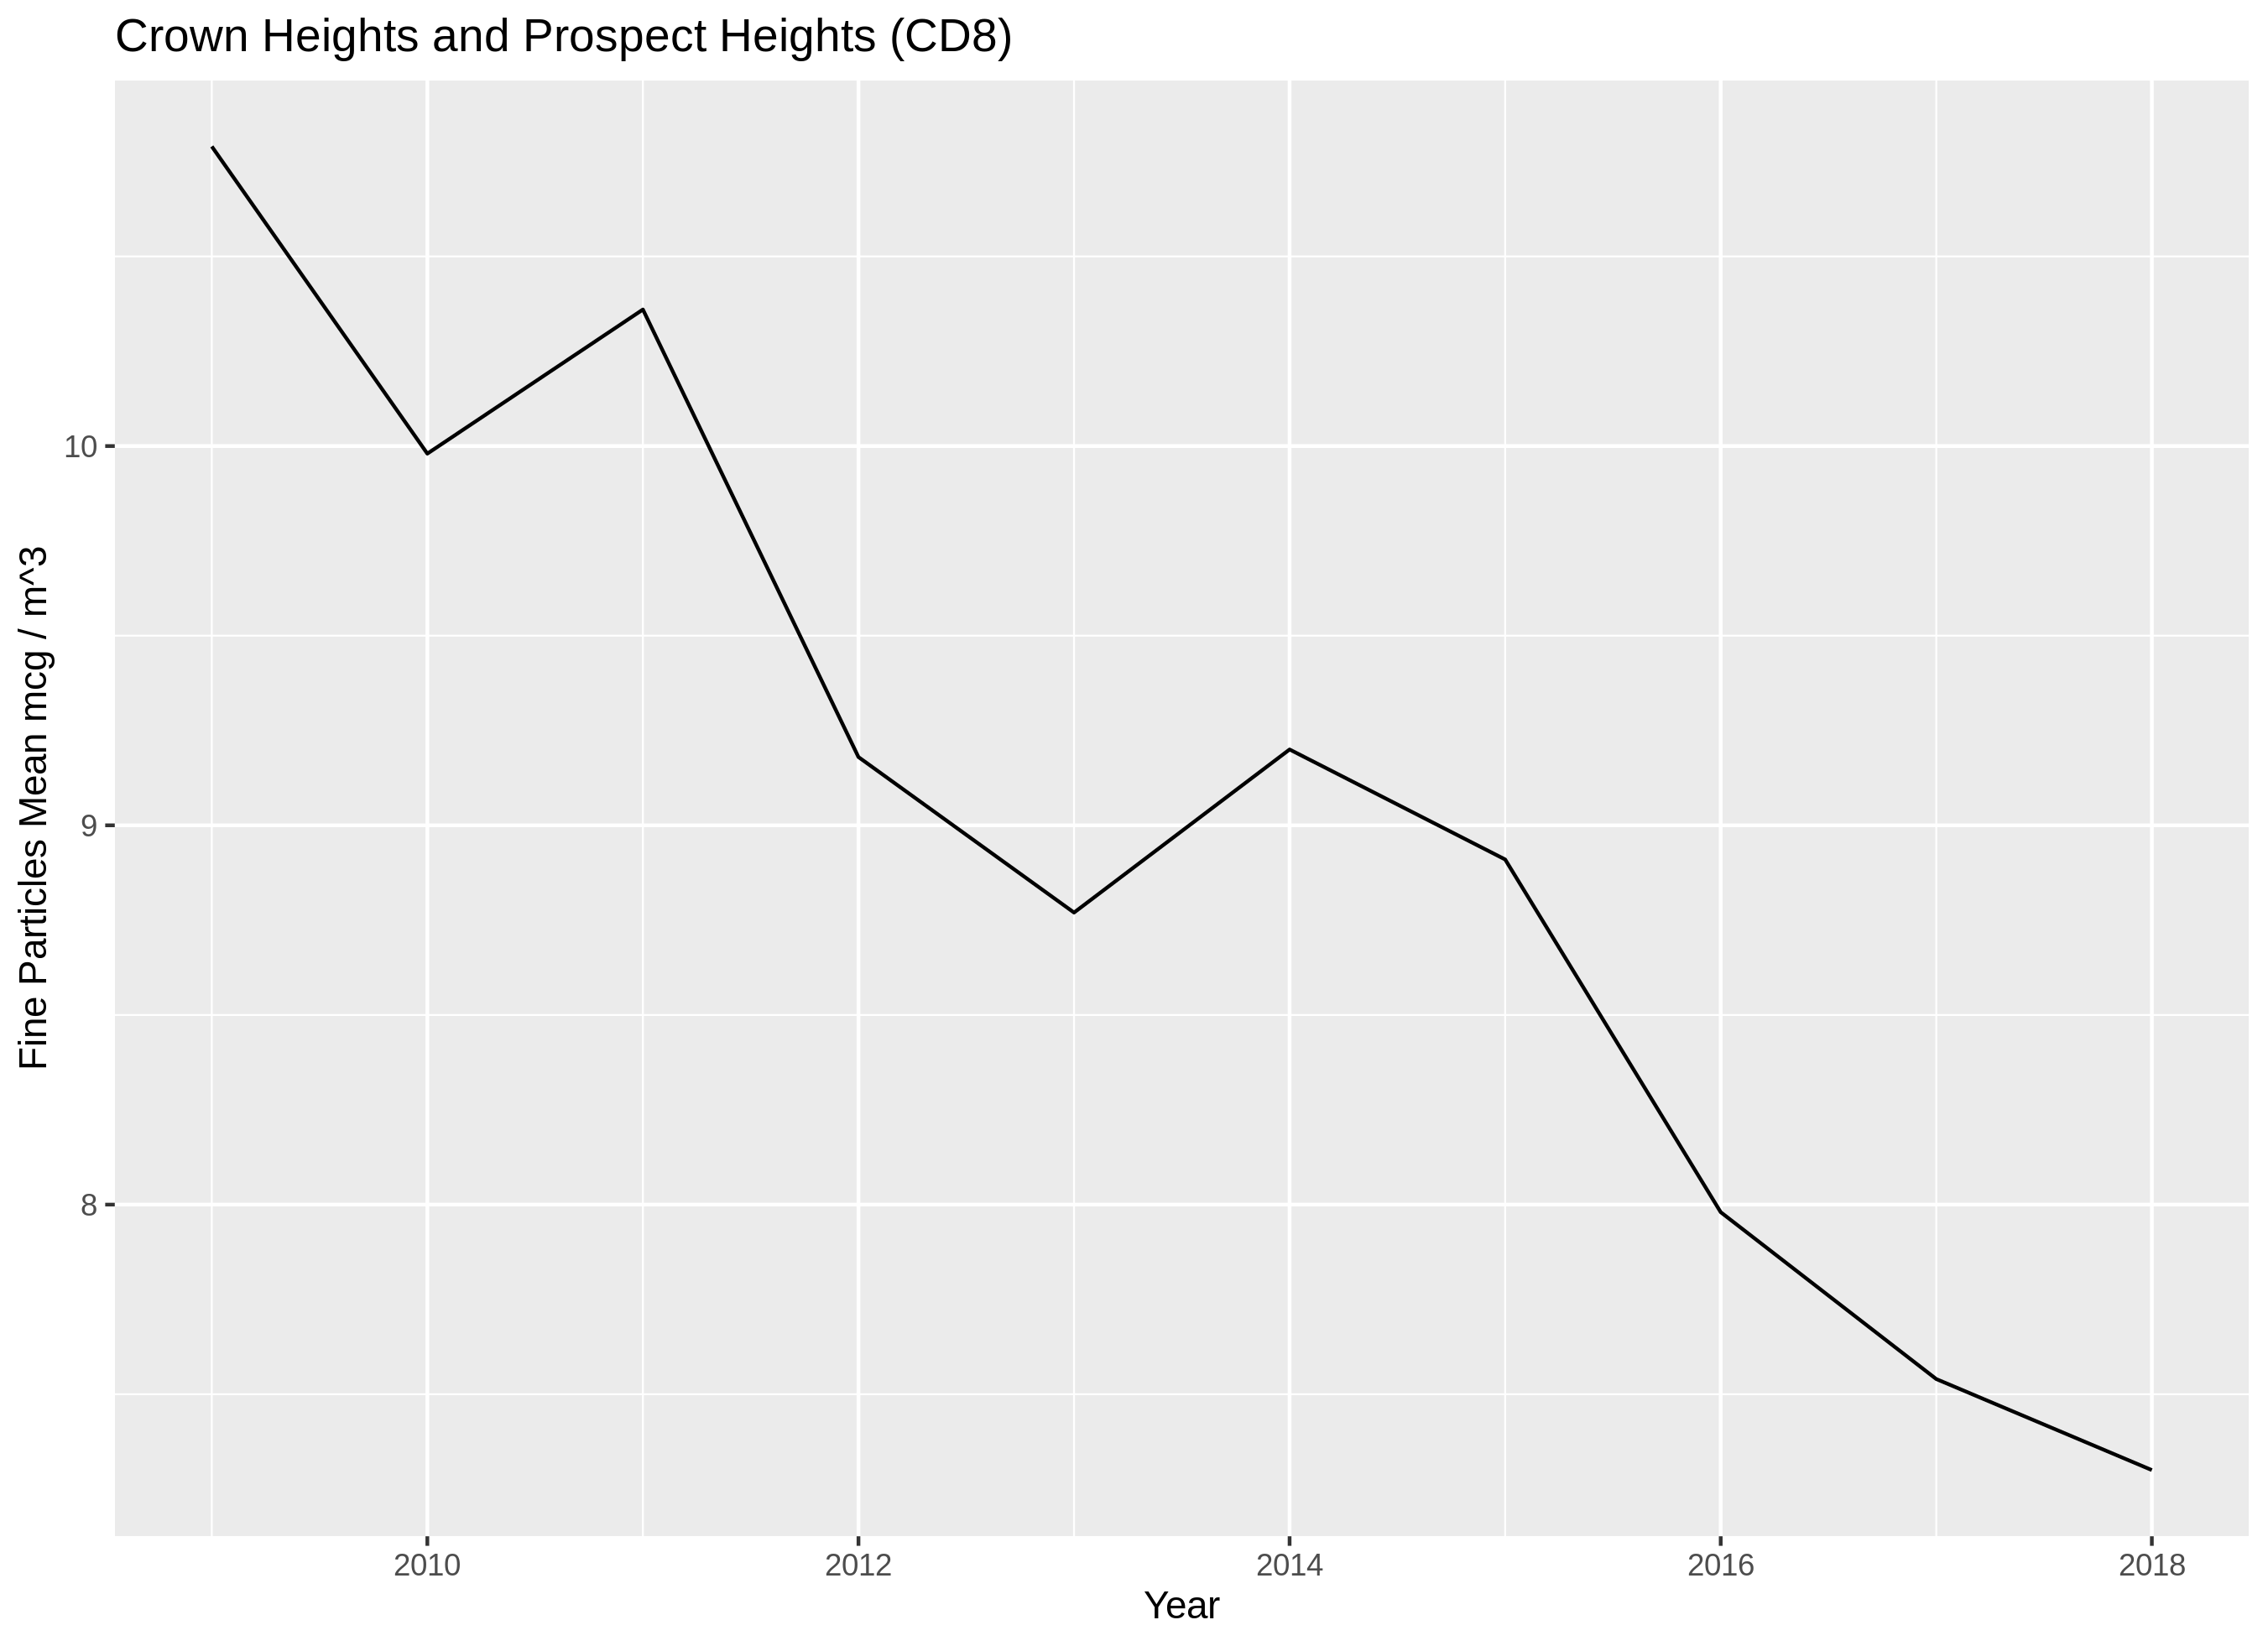 Crown Heights and Prospect Heights (CD8)
Fine Particles Mean mcg / m^3
10
9
8
2010 2012 2014 2016 2018
Year